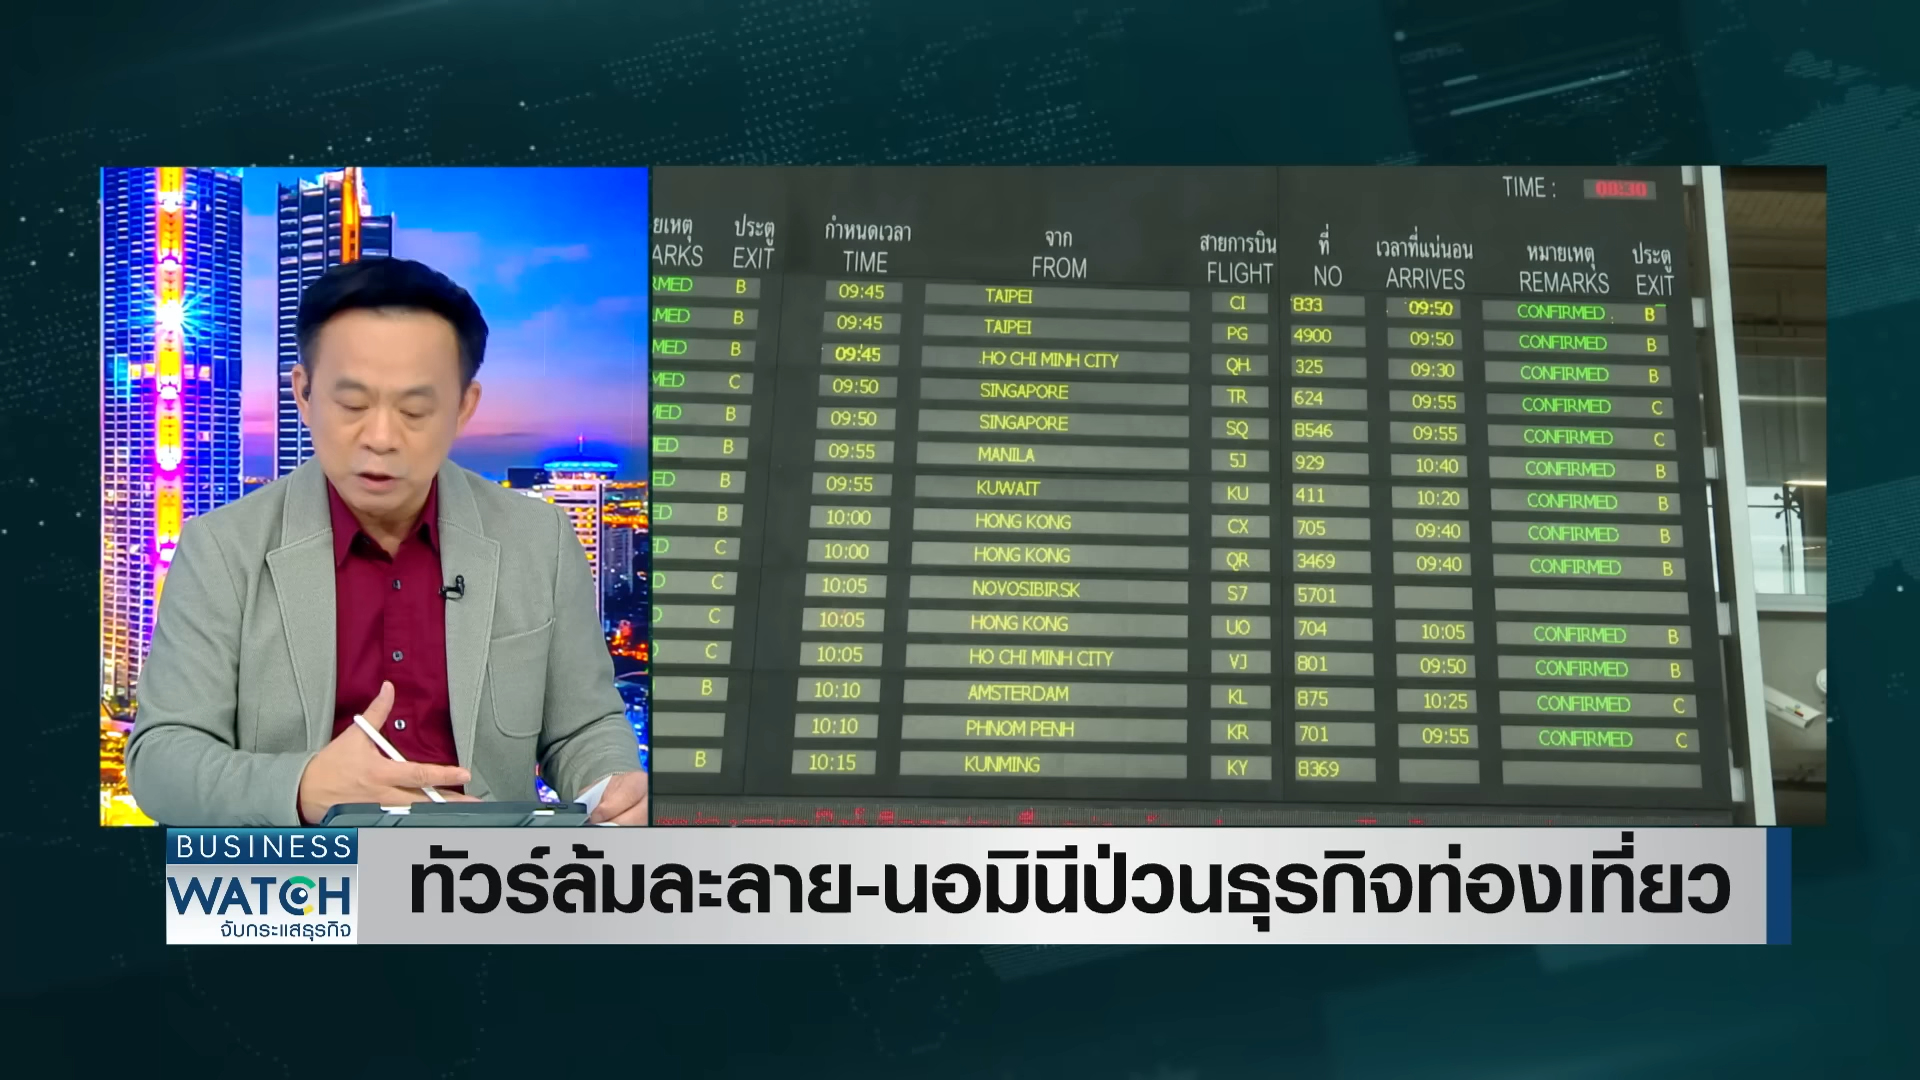 TIME : 09:30
ยเหตุ ประตู กำหนดเวลา จาก สายการบิน ที่ เวลาที่แน่นอน หมายเหตุ ประตู
ARKS EXIT TIME FROM FLIGHT NO ARRIVES REMARKS EXIT
RMED B 09:45 TAIPEI CI 833 09:50 CONFIRMED B
MED B 09:45 TAIPEI PG 4900 09:50 CONFIRMED B
MED B 09:45 HO CHI MINH CITY QH 325 09:30 CONFIRMED B
MED C 09:50 SINGAPORE TR 624 09:55 CONFIRMED C
ED B 09:50 SINGAPORE SQ 8546 09:55 CONFIRMED C
ED B 09:55 MANILA 5J 929 10:40 CONFIRMED B
ED B 09:55 KUWAIT KU 411 10:20 CONFIRMED B
ED B 10:00 HONG KONG CX 705 09:40 CONFIRMED B
D C 10:00 HONG KONG QR 3469 09:40 CONFIRMED B
D C 10:05 NOVOSIBIRSK S7 5701
C 10:05 HONG KONG UO 704 10:05 CONFIRMED B
C 10:05 HO CHI MINH CITY VJ 801 09:50 CONFIRMED B
B 10:10 AMSTERDAM KL 875 10:25 CONFIRMED C
10:10 PHNOM PENH KR 701 09:55 CONFIRMED C
B 10:15 KUNMING KY 8369
BUSINESS
WATCH
จับกระแสธุรกิจ
ทัวร์ล้มละลาย-นอมินีป่วนธุรกิจท่องเที่ยว